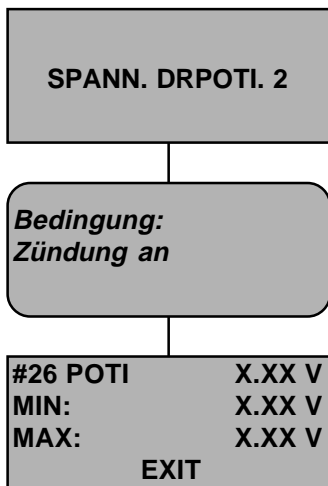 SPANN. DRPOTI. 2
Bedingung:
Zündung an
#26 POTI X.XX V
MIN: X.XX V
MAX: X.XX V
EXIT